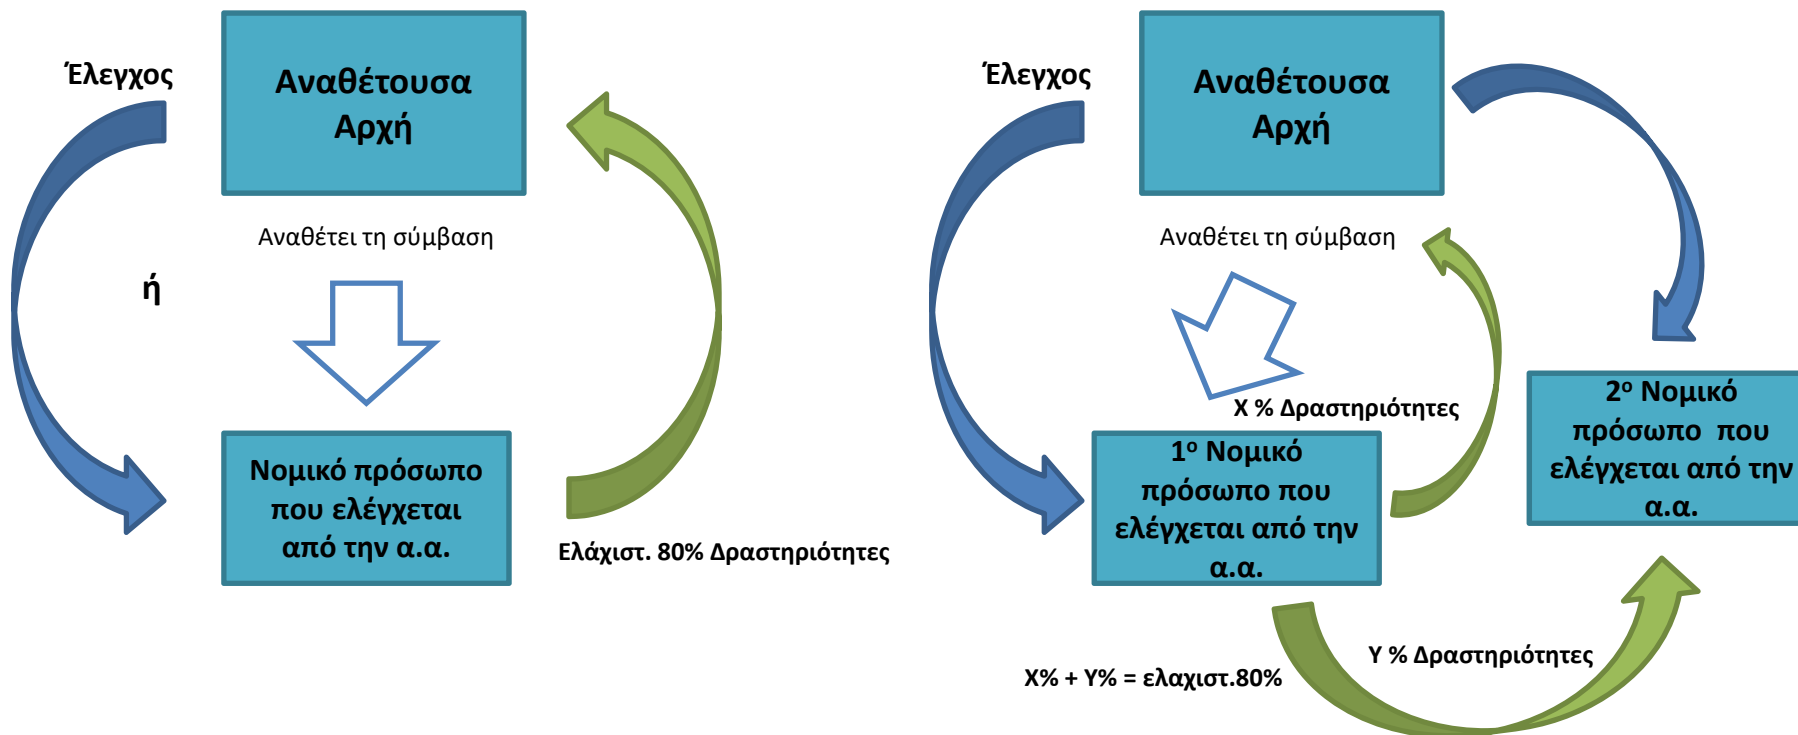 Έλεγχος
Αναθέτουσα
Αρχή
Αναθέτει τη σύμβαση
ή
Νομικό πρόσωπο
που ελέγχεται
από την α.α.
Ελάχιστ. 80% Δραστηριότητες
Έλεγχος
Αναθέτουσα
Αρχή
Αναθέτει τη σύμβαση
X % Δραστηριότητες
1ο Νομικό
πρόσωπο που
ελέγχεται από την
α.α.
2ο Νομικό
πρόσωπο που
ελέγχεται από την
α.α.
Y % Δραστηριότητες
X% + Y% = ελαχιστ.80%